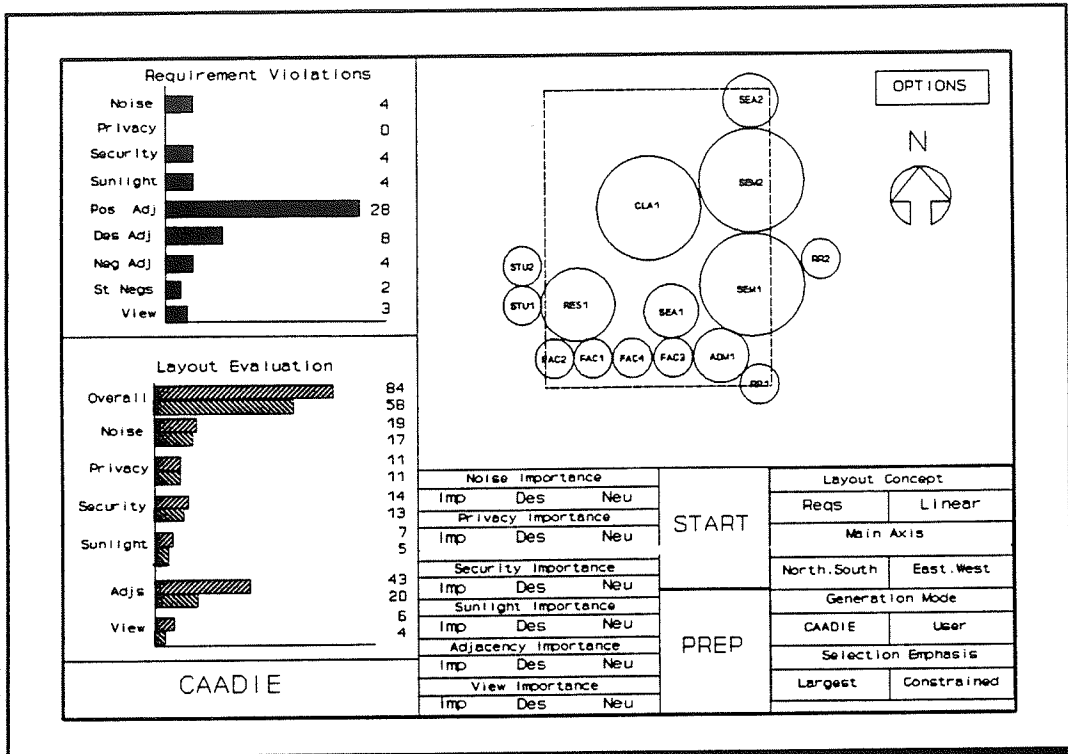 Requirement Violations
Noise 4
Privacy 0
Security 4
Sunlight 4
Pos Adj 28
Des Adj 8
Neg Adj 4
St Negs 2
View 3
Layout Evaluation
Overall 84
58
Noise 19
17
Privacy 11
11
Security 14
13
Sunlight 7
5
Adjs 43
20
View 6
4
CAADIE
OPTIONS
N
SEA2
SEM2
CLA1
RR2
STU2
SEM1
STU1
RES1
SEA1
FAC2
FAC1
FAC4
FAC3
ADM1
RR1
Noise Importance
Imp Des Neu
Privacy Importance
Imp Des Neu
Security Importance
Imp Des Neu
Sunlight Importance
Imp Des Neu
Adjacency Importance
Imp Des Neu
View Importance
Imp Des Neu
START
PREP
Layout Concept
Reqs Linear
Main Axis
North.South East.West
Generation Mode
CAADIE User
Selection Emphasis
Largest Constrained